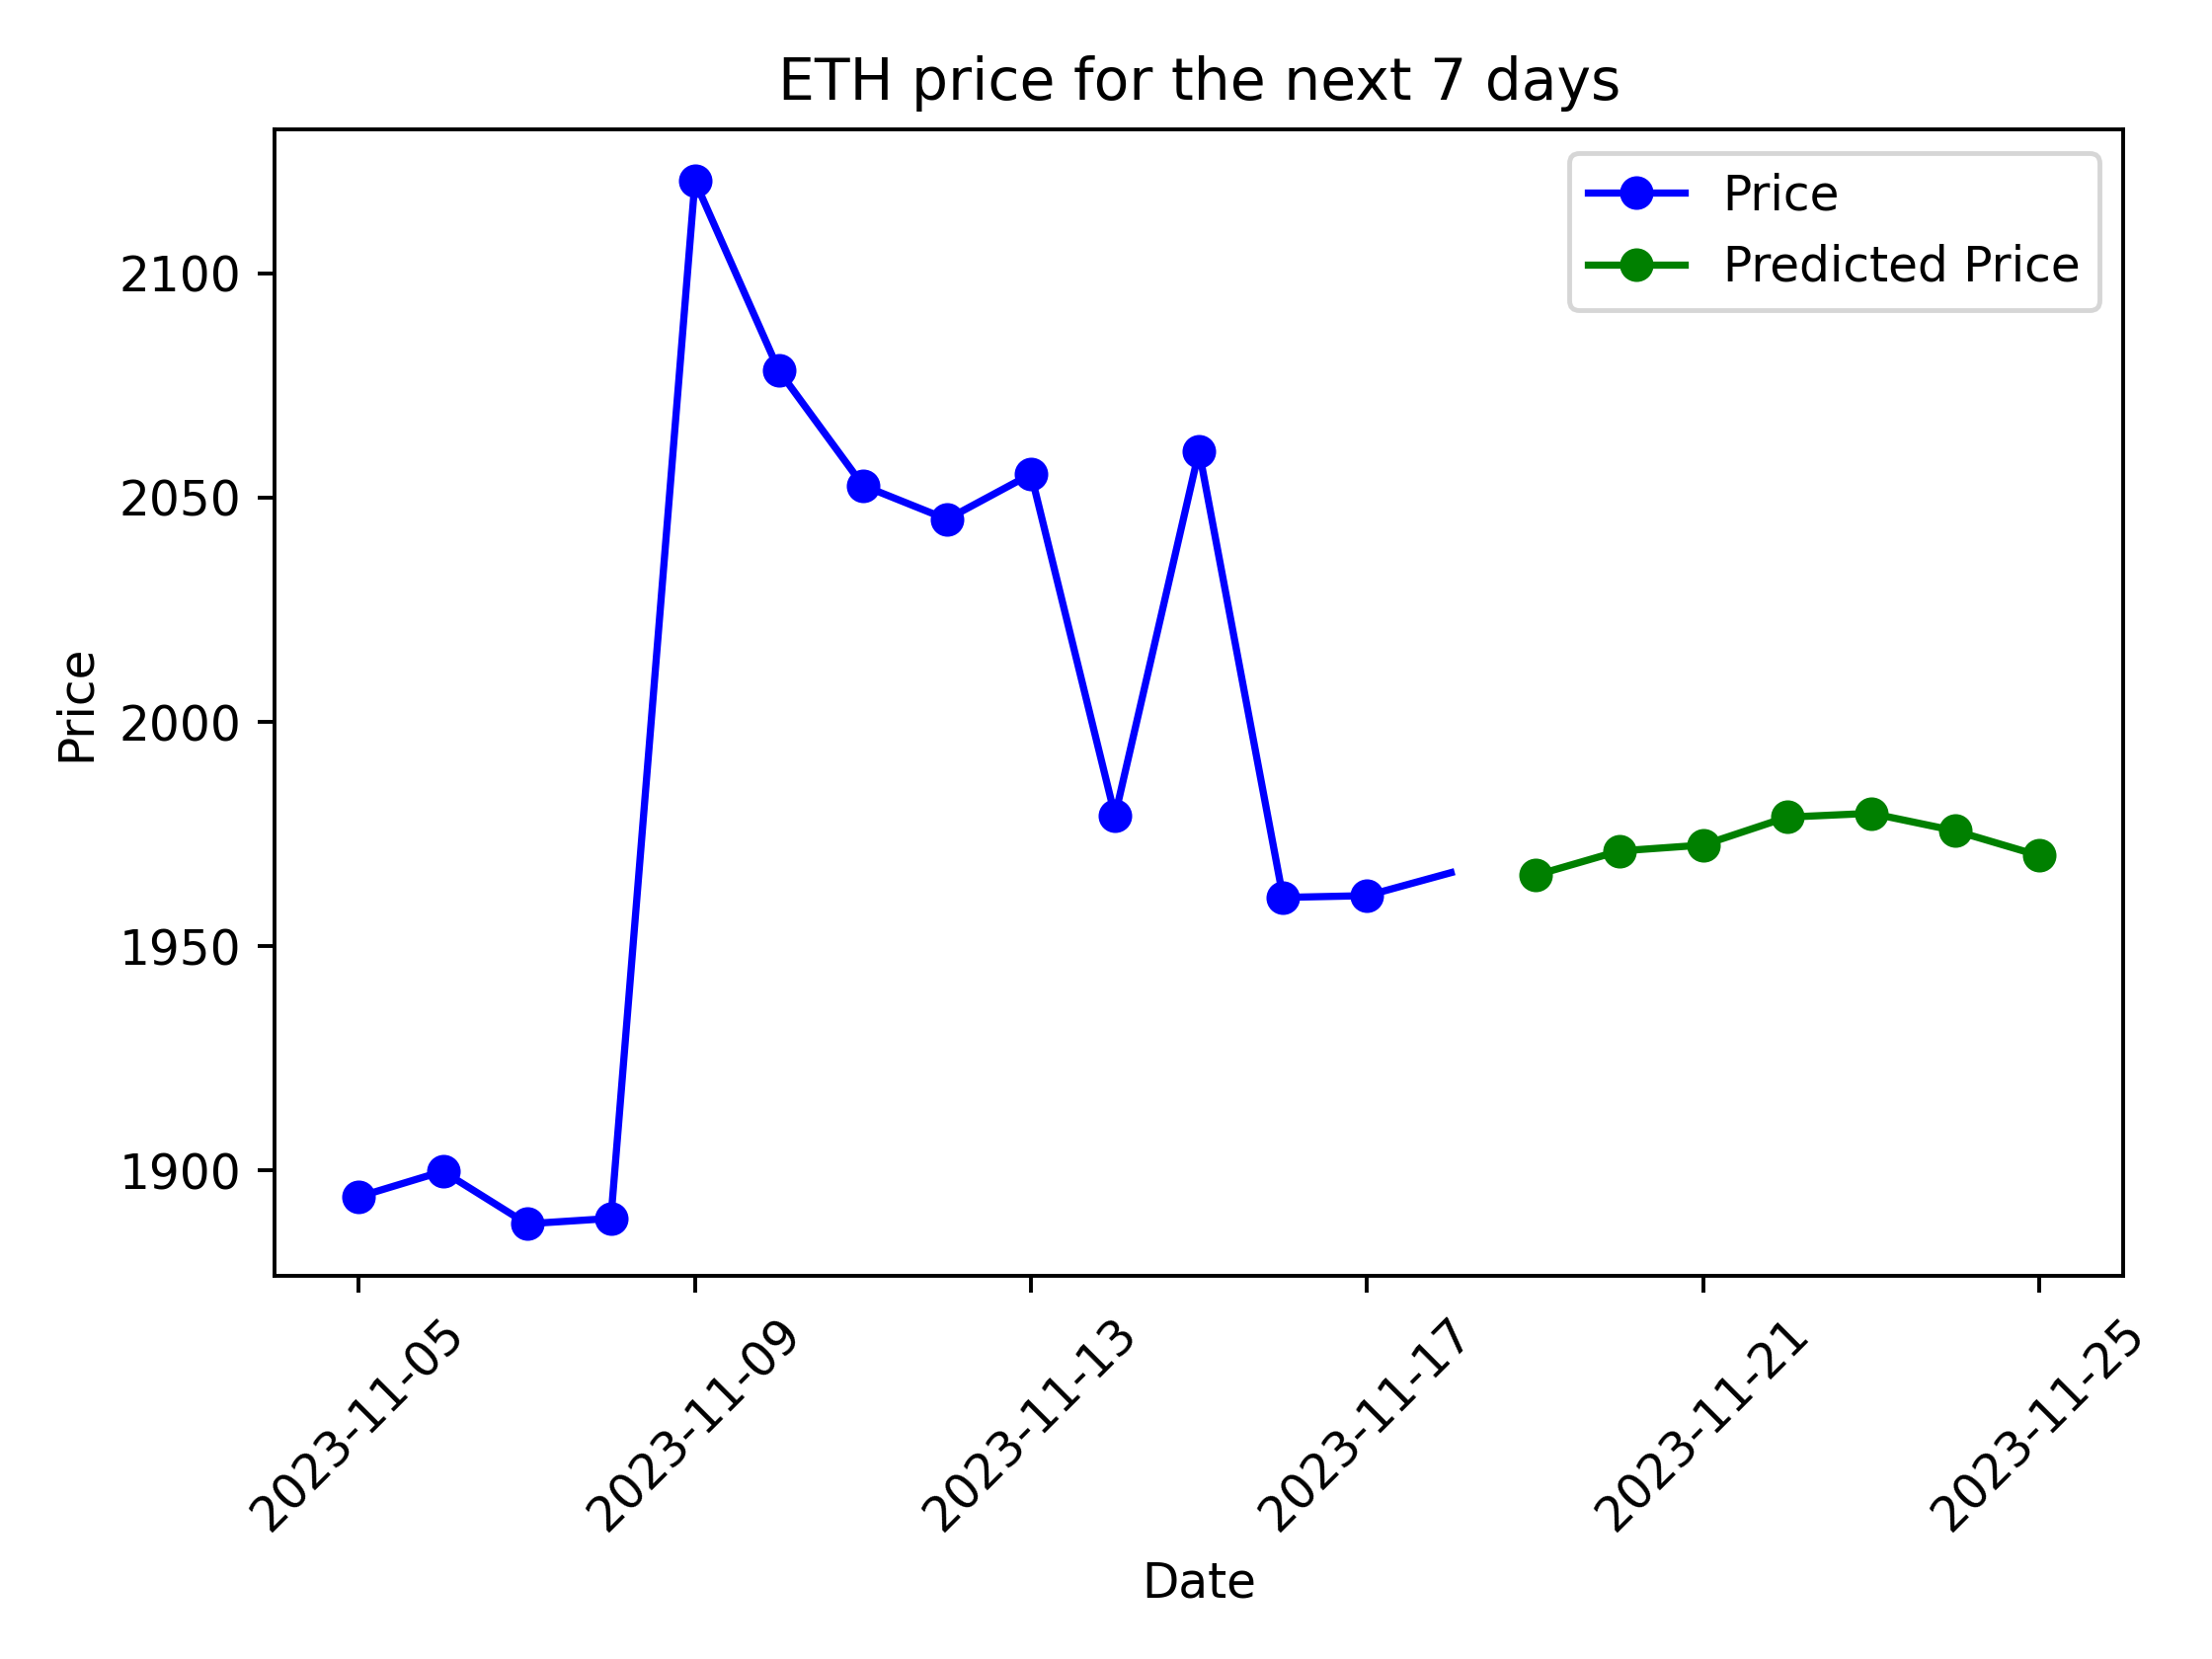 ETH price for the next 7 days
Price
Predicted Price
2100
2050
2000
1950
1900
Price
2023-11-05
2023-11-09
2023-11-13
2023-11-17
2023-11-21
2023-11-25
Date